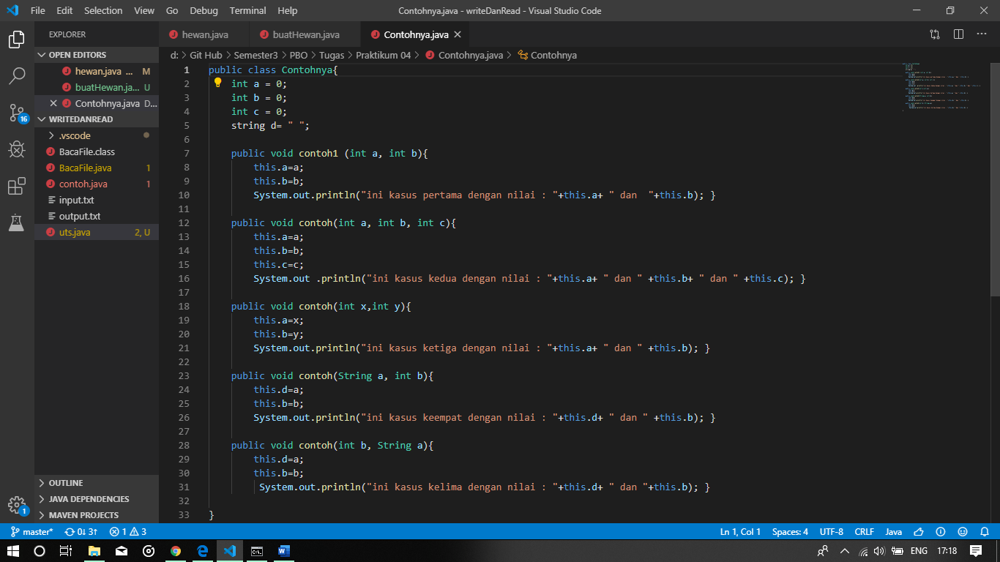 File Edit Selection View Go Debug Terminal Help
Contohnya.java - writeDanRead - Visual Studio Code
EXPLORER
OPEN EDITORS
hewan.java ... M
buatHewan.ja... U
Contohnya.java D...
WRITEDANREAD
.vscode
BacaFile.class
BacaFile.java 1
contoh.java 1
input.txt
output.txt
uts.java 2, U
OUTLINE
JAVA DEPENDENCIES
MAVEN PROJECTS
16
1
hewan.java buatHewan.java Contohnya.java
d: > Git Hub > Semester3 > PBO > Tugas > Praktikum 04 > Contohnya.java > Contohnya
1 public class Contohnya{
2 int a = 0;
3 int b = 0;
4 int c = 0;
5 string d= " ";
6
7 public void contoh1 (int a, int b){
8 this.a=a;
9 this.b=b;
10 System.out.println("ini kasus pertama dengan nilai : "+this.a+ " dan  "+this.b); }
11
12 public void contoh(int a, int b, int c){
13 this.a=a;
14 this.b=b;
15 this.c=c;
16 System.out .println("ini kasus kedua dengan nilai : "+this.a+ " dan " +this.b+ " dan " +this.c); }
17
18 public void contoh(int x,int y){
19 this.a=x;
20 this.b=y;
21 System.out.println("ini kasus ketiga dengan nilai : "+this.a+ " dan " +this.b); }
22
23 public void contoh(String a, int b){
24 this.d=a;
25 this.b=b;
26 System.out.println("ini kasus keempat dengan nilai : "+this.d+ " dan " +this.b); }
27
28 public void contoh(int b, String a){
29 this.d=a;
30 this.b=b;
31 System.out.println("ini kasus kelima dengan nilai : "+this.d+ " dan "+this.b); }
32
33 }
master* 0↓ 3↑ 1 3
Ln 1, Col 1 Spaces: 4 UTF-8 CRLF Java
ENG 17:18